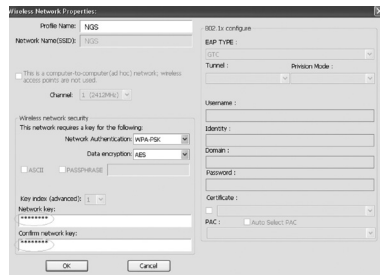 Wireless Network Properties:
Profile Name: NGS
Network Name(SSID): NGS
This is a computer-to-computer(ad hoc) network; wireless
access points are not used.
Channel: 1 (2412MHz)
Wireless network security
This network requires a key for the following:
Network Authentication: WPA-PSK
Data encryption: AES
ASCII PASSPHRASE
Key index (advanced): 1
Network key:
********
Confirm network key:
********
OK Cancel
802.1x configure
EAP TYPE :
GTC
Tunnel : Provision Mode :
Username :
Identity :
Domain :
Password :
Certificate :
PAC : Auto Select PAC